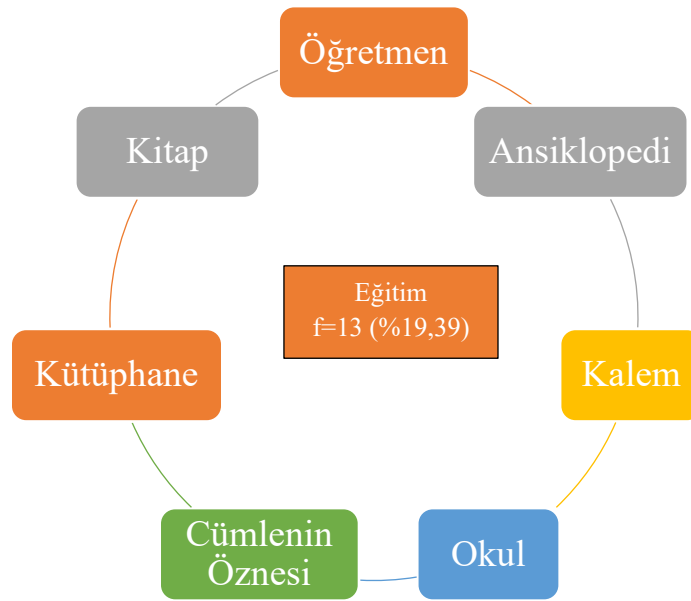 Öğretmen
Kitap
Ansiklopedi
Eğitim
f=13 (%19,39)
Kütüphane
Kalem
Cümlenin
Öznesi
Okul